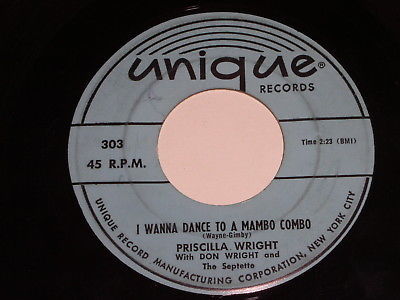 unique®
RECORDS
303
45 R.P.M.
Time 2:23 (BMI)
I WANNA DANCE TO A MAMBO COMBO
(Wayne-Gimby)
PRISCILLA WRIGHT
With DON WRIGHT and
The Septette
UNIQUE RECORD MANUFACTURING CORPORATION, NEW YORK CITY